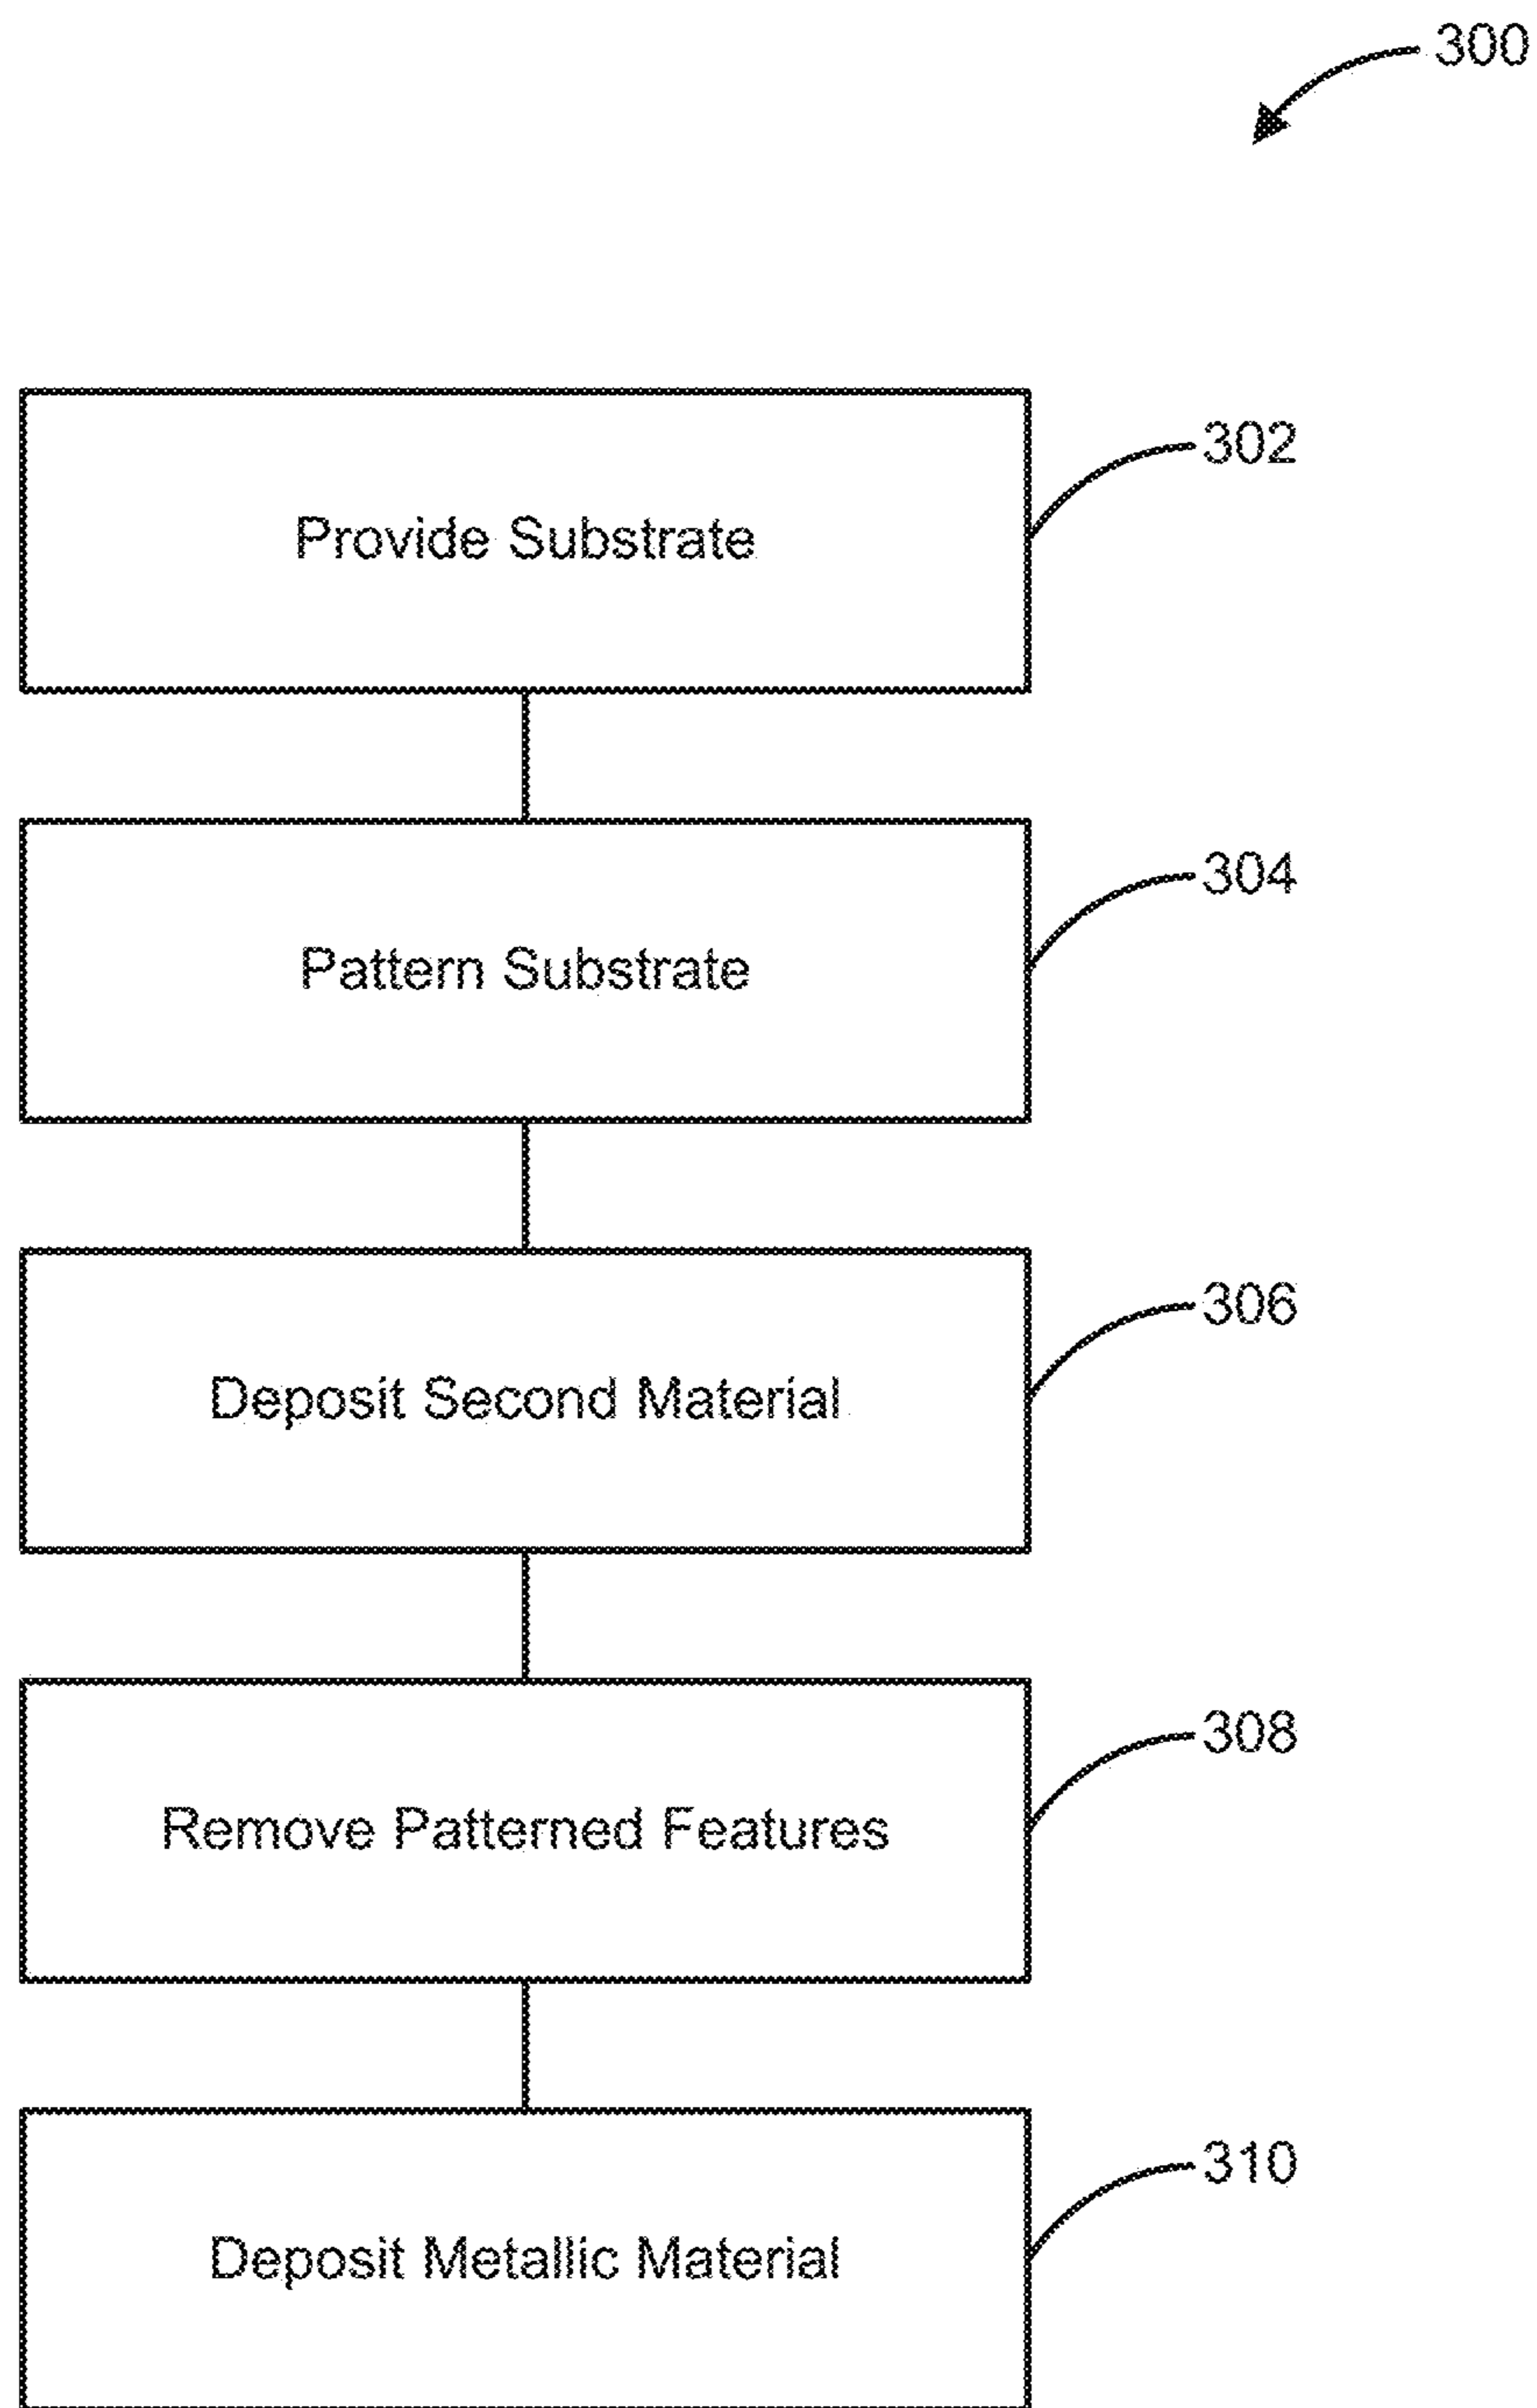 300
Provide Substrate
302
Pattern Substrate
304
Deposit Second Material
306
Remove Patterned Features
308
Deposit Metallic Material
310